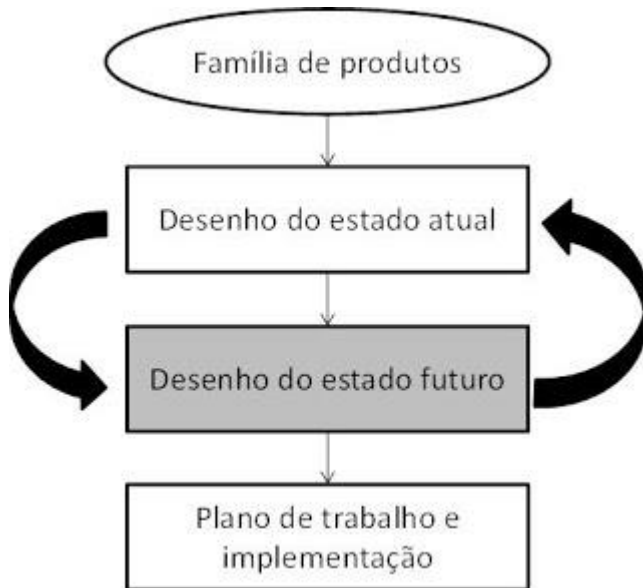 Família de produtos
Desenho do estado atual
Desenho do estado futuro
Plano de trabalho e
implementação